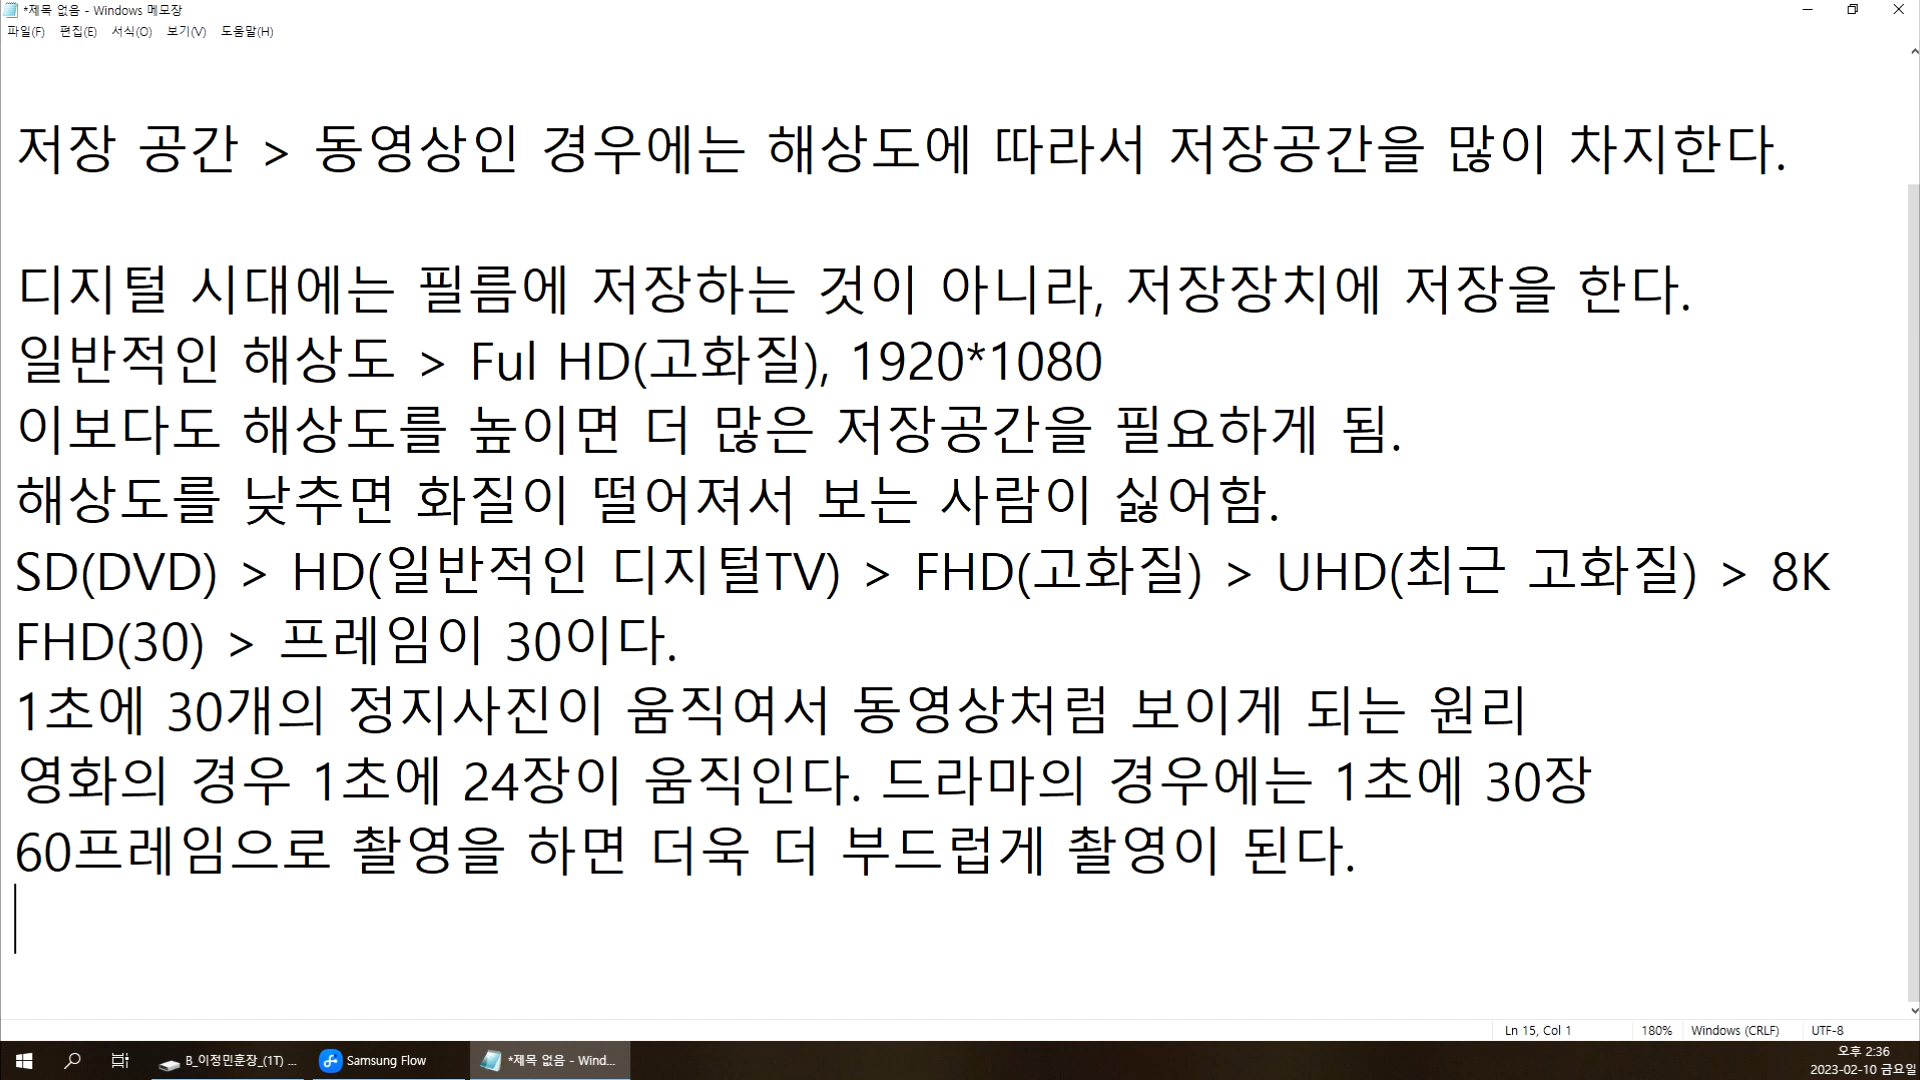 *제목 없음 - Windows 메모장
파일(F) 편집(E) 서식(O) 보기(V) 도움말(H)
저장 공간 > 동영상인 경우에는 해상도에 따라서 저장공간을 많이 차지한다.
디지털 시대에는 필름에 저장하는 것이 아니라, 저장장치에 저장을 한다.
일반적인 해상도 > Ful HD(고화질), 1920*1080
이보다도 해상도를 높이면 더 많은 저장공간을 필요하게 됨.
해상도를 낮추면 화질이 떨어져서 보는 사람이 싫어함.
SD(DVD) > HD(일반적인 디지털TV) > FHD(고화질) > UHD(최근 고화질) > 8K
FHD(30) > 프레임이 30이다.
1초에 30개의 정지사진이 움직여서 동영상처럼 보이게 되는 원리
영화의 경우 1초에 24장이 움직인다. 드라마의 경우에는 1초에 30장
60프레임으로 촬영을 하면 더욱 더 부드럽게 촬영이 된다.
Ln 15, Col 1 180% Windows (CRLF) UTF-8
B_이정민훈장_(1T) ... Samsung Flow *제목 없음 - Wind... 오후 2:36
2023-02-10 금요일